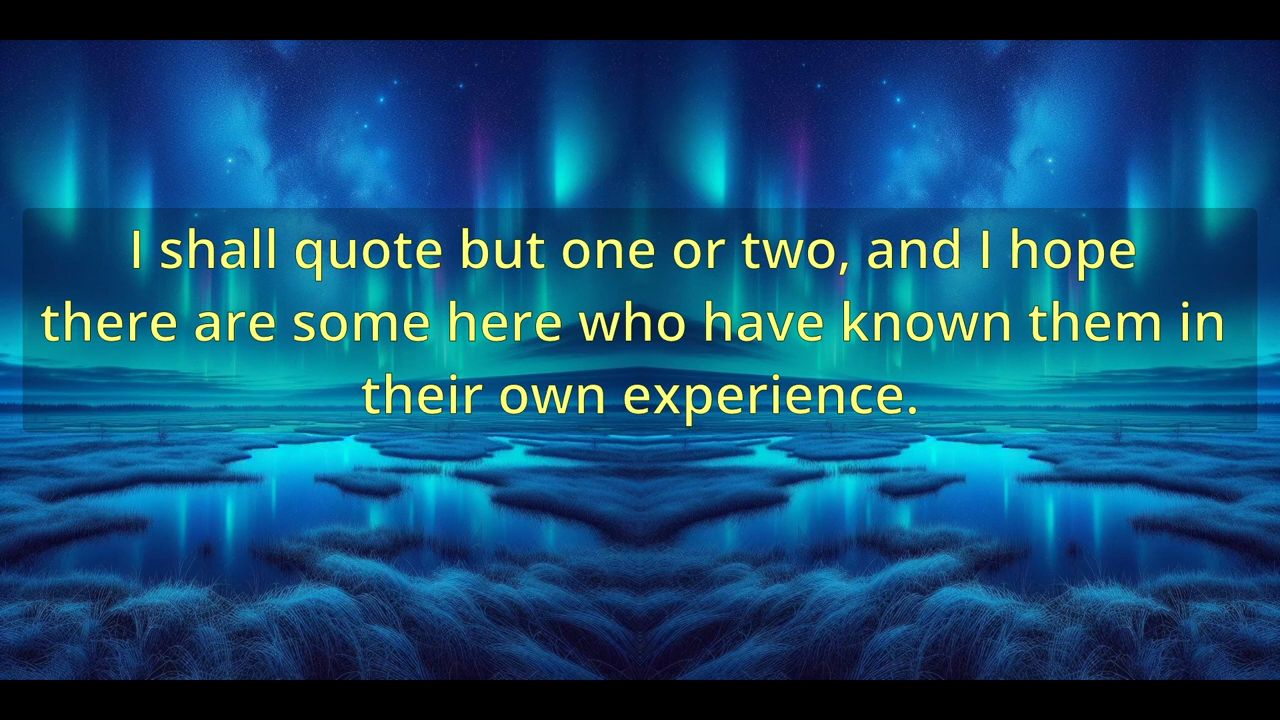 I shall quote but one or two, and I hope
there are some here who have known them in
their own experience.